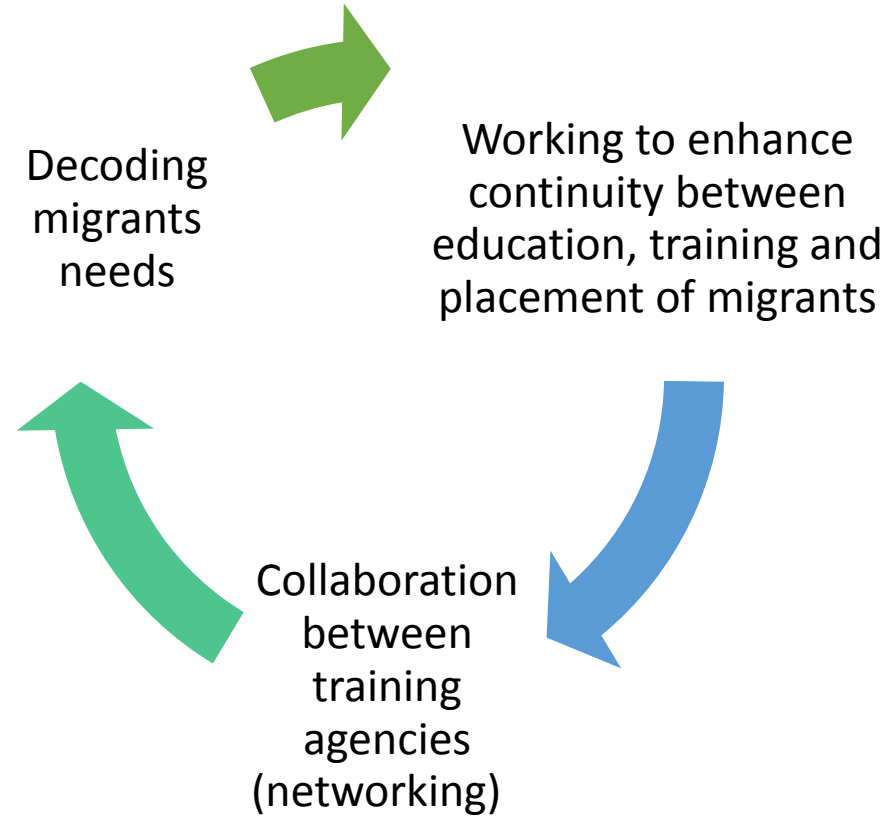 Decoding
migrants
needs
Working to enhance
continuity between
education, training and
placement of migrants
Collaboration
between
training
agencies
(networking)